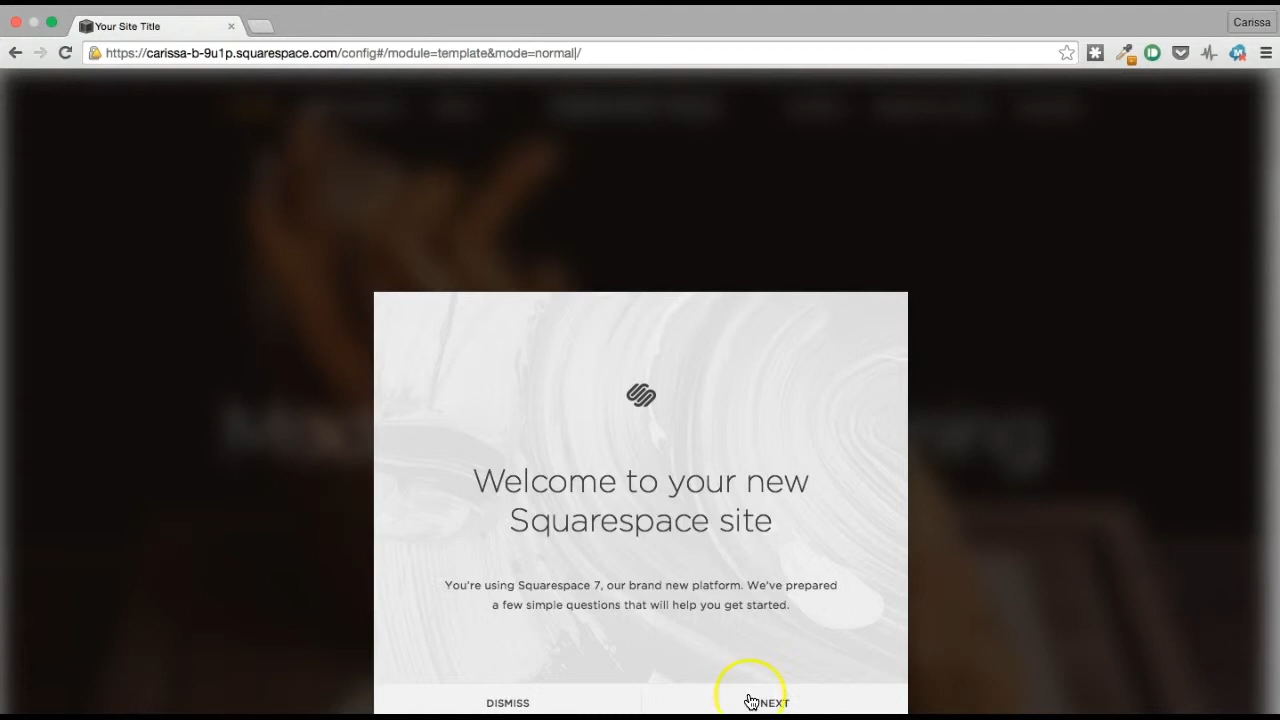 Your Site Title
Carissa
https://carissa-b-9u1p.squarespace.com/config#/module=template&mode=normal/
Welcome to your new
Squarespace site
You're using Squarespace 7, our brand new platform. We've prepared
a few simple questions that will help you get started.
DISMISS
NEXT